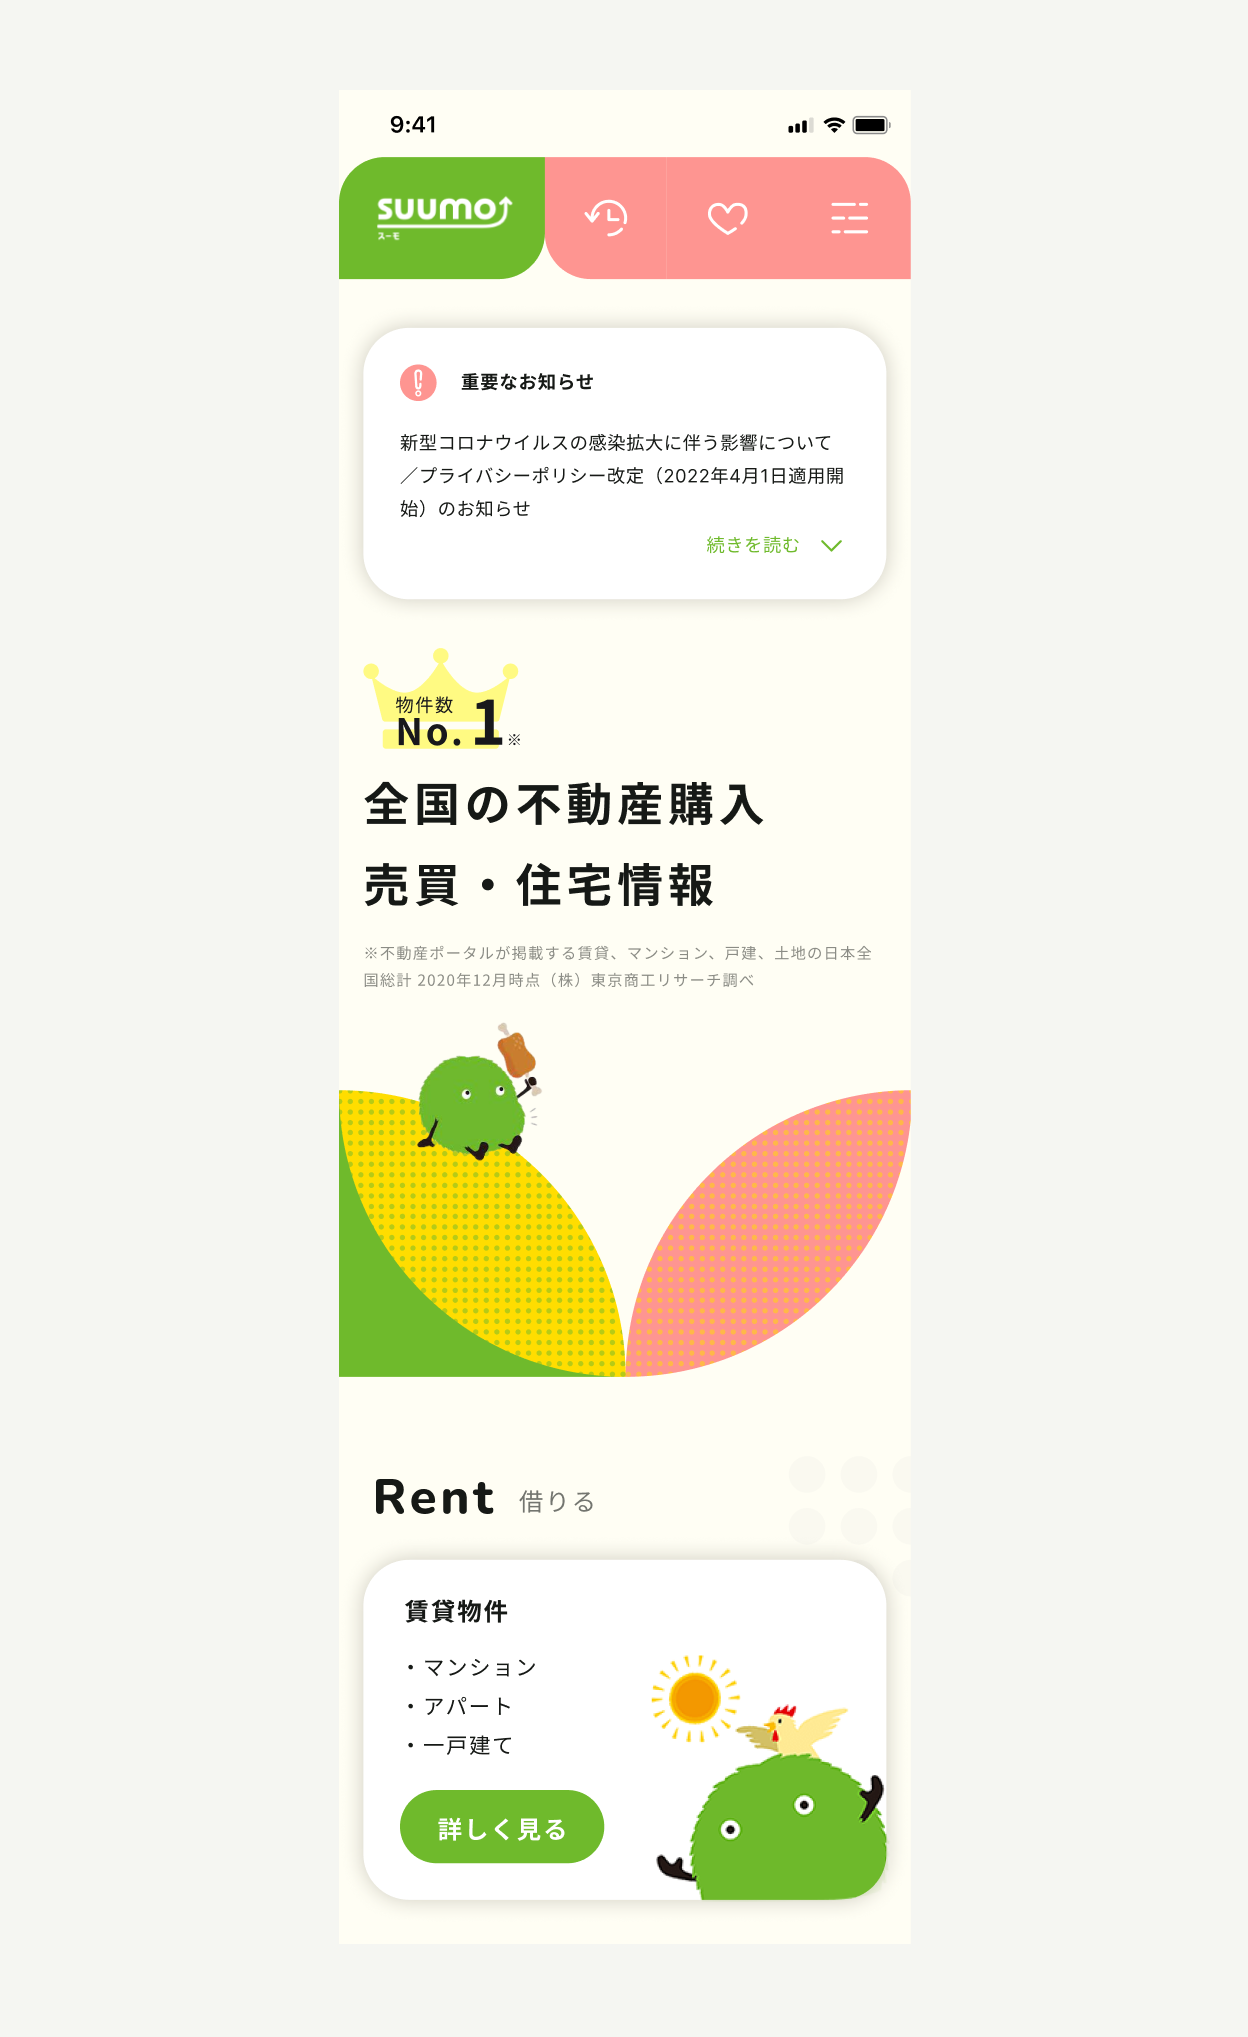 9:41
suumo
スーモ
重要なお知らせ
新型コロナウイルスの感染拡大に伴う影響について
／プライバシーポリシー改定（2022年4月1日適用開
始）のお知らせ
続きを読む
物件数
No.1※
全国の不動産購入
売買・住宅情報
※不動産ポータルが掲載する賃貸、マンション、戸建、土地の日本全
国総計 2020年12月時点（株）東京商工リサーチ調べ
Rent 借りる
賃貸物件
・マンション
・アパート
・一戸建て
詳しく見る